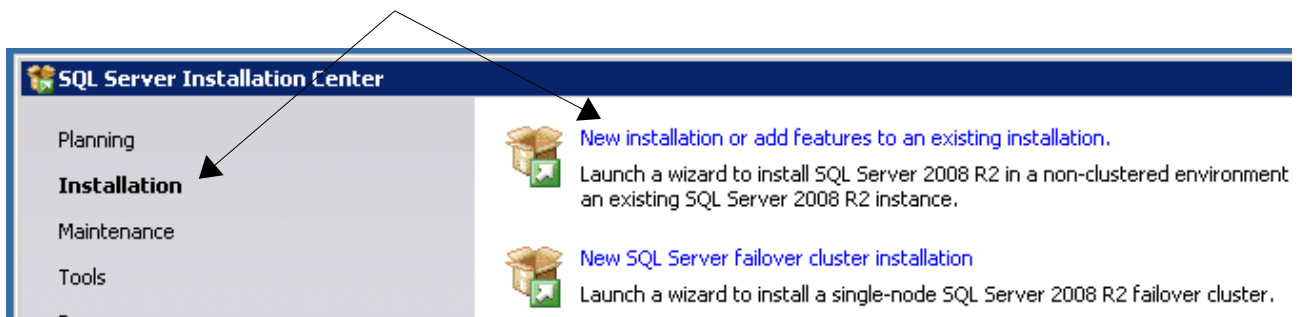 SQL Server Installation Center
Planning
Installation
Maintenance
Tools
New installation or add features to an existing installation.
Launch a wizard to install SQL Server 2008 R2 in a non-clustered environment
an existing SQL Server 2008 R2 instance.
New SQL Server failover cluster installation
Launch a wizard to install a single-node SQL Server 2008 R2 failover cluster.